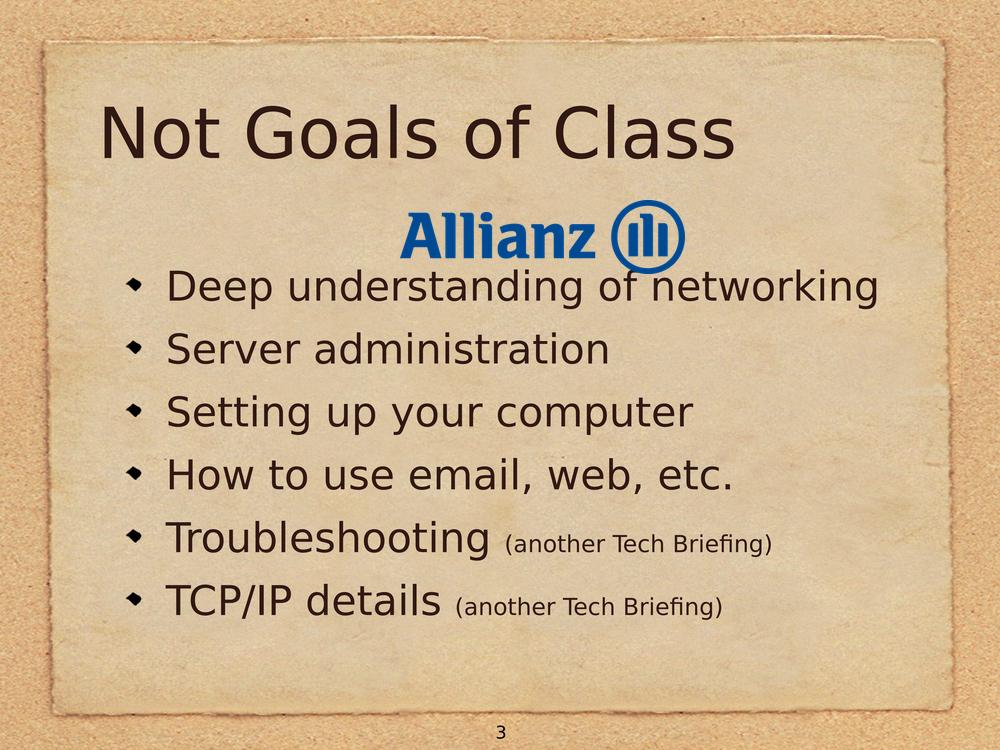 Not Goals of Class
Allianz
Deep understanding of networking
Server administration
Setting up your computer
How to use email, web, etc.
Troubleshooting (another Tech Briefing)
TCP/IP details (another Tech Briefing)
3